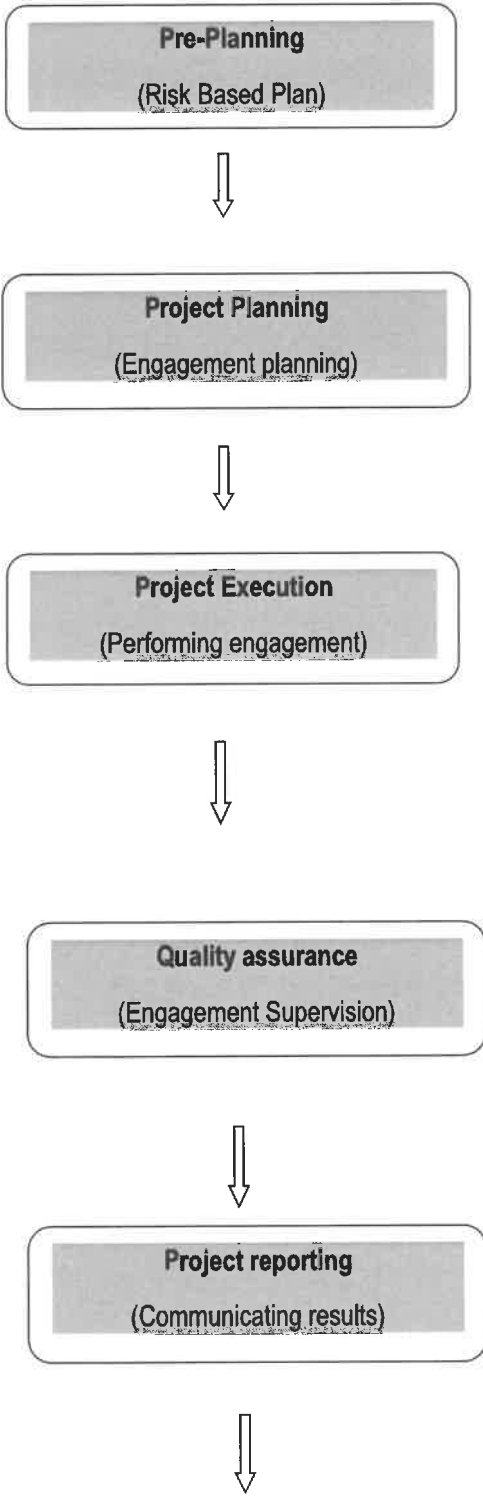 Pre-Planning
(Risk Based Plan)
Project Planning
(Engagement planning)
Project Execution
(Performing engagement)
Quality assurance
(Engagement Supervision)
Project reporting
(Communicating results)